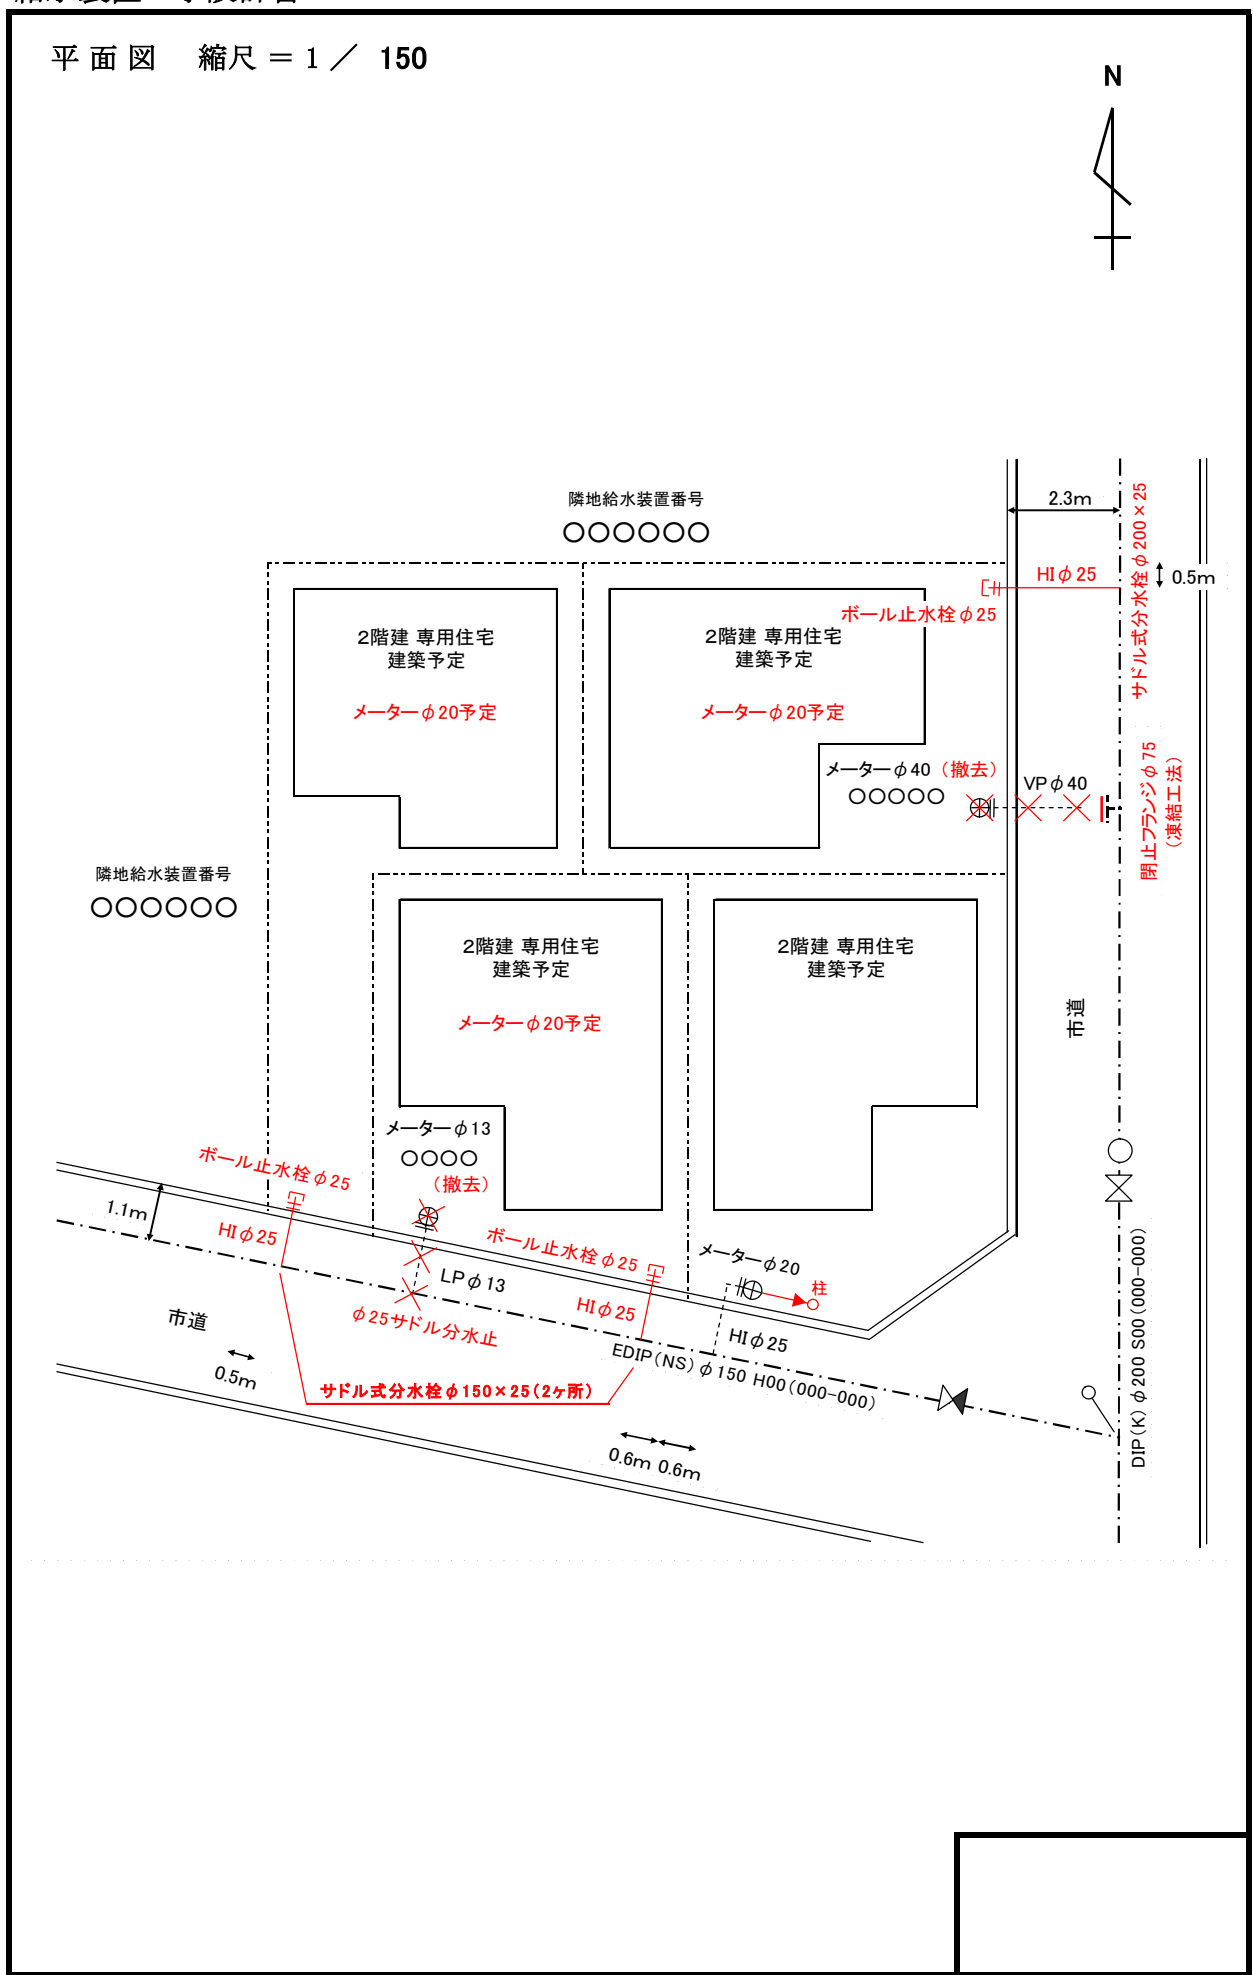 平面図 縮尺＝1／ 150
N
隣地給水装置番号
○○○○○○
2.3m
サドル式分水栓φ200×25
HIφ25
0.5m
ボール止水栓φ25
2階建 専用住宅
建築予定
メーターφ20予定
2階建 専用住宅
建築予定
メーターφ20予定
メーターφ40（撤去）
○○○○○
VPφ40
閉止フランジφ75
（凍結工法）
隣地給水装置番号
○○○○○○
2階建 専用住宅
建築予定
メーターφ20予定
2階建 専用住宅
建築予定
市道
メーターφ13
○○○○
（撤去）
ボール止水栓φ25
1.1m
HIφ25
LPφ13
φ25サドル分水止
ボール止水栓φ25
HIφ25
メーターφ20
柱
HIφ25
市道
0.5m
サドル式分水栓φ150×25（2ヶ所）
EDIP（NS）φ150 H00（000-000）
DIP（K）φ200 S00（000-000）
0.6m 0.6m